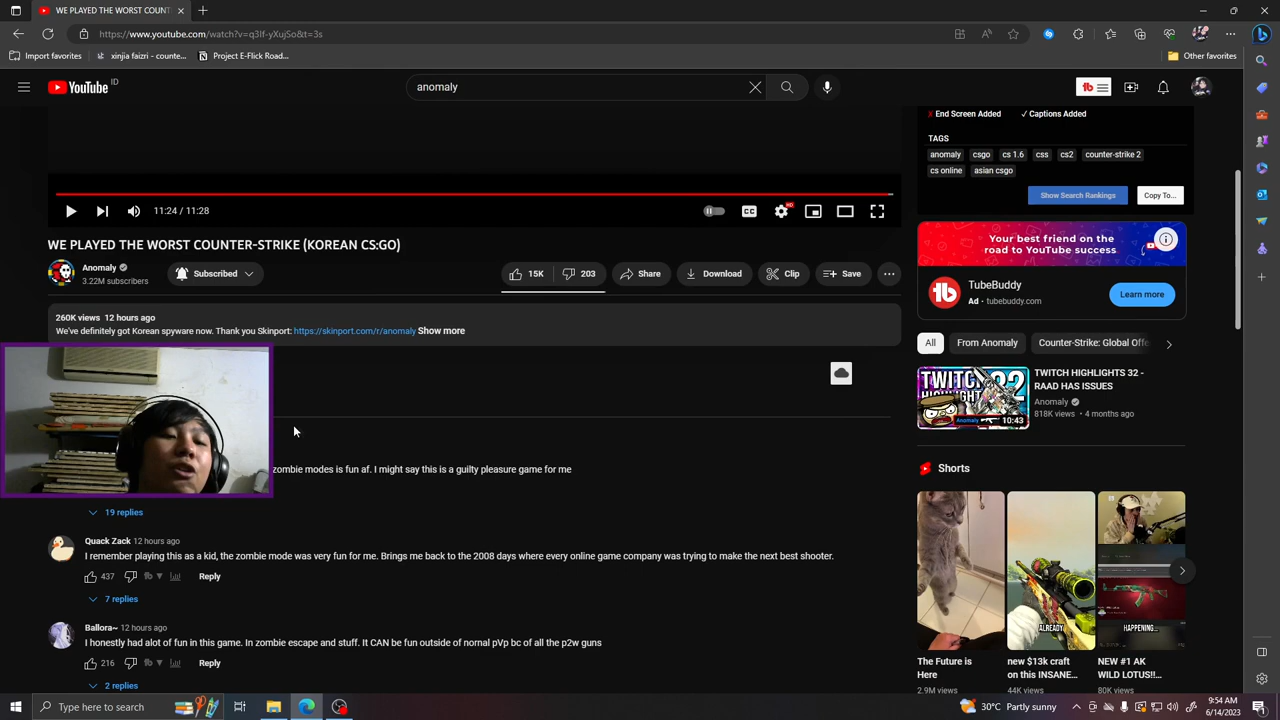 WE PLAYED THE WORST COUNT
https://www.youtube.com/watch?v=q3If-yXujSo&t=3s
Import favorites
xinjia faizri - counte...
Project E-Flick Road...
Other favorites
YouTube ID
anomaly
End Screen Added
✓ Captions Added
TAGS
anomaly csgo cs 1.6 css cs2 counter-strike 2
cs online asian csgo
Show Search Rankings
Copy To...
11:24 / 11:28
CC
HD
WE PLAYED THE WORST COUNTER-STRIKE (KOREAN CS:GO)
Anomaly
3.22M subscribers
Subscribed
15K
203
Share
Download
Clip
Save
260K views 12 hours ago
We've definitely got Korean spyware now. Thank you Skinport: https://skinport.com/r/anomaly Show more
Your best friend on the
road to YouTube success
tb
TubeBuddy
Ad · tubebuddy.com
Learn more
All
From Anomaly
Counter-Strike: Global Offe
TWITCH
HIGHLIGHT
32
Anomaly
10:43
TWITCH HIGHLIGHTS 32 -
RAAD HAS ISSUES
Anomaly
818K views • 4 months ago
zombie modes is fun af. I might say this is a guilty pleasure game for me
19 replies
Quack Zack 12 hours ago
I remember playing this as a kid, the zombie mode was very fun for me. Brings me back to the 2008 days where every online game company was trying to make the next best shooter.
437
Reply
7 replies
Ballora~ 12 hours ago
I honestly had alot of fun in this game. In zombie escape and stuff. It CAN be fun outside of nornal pVp bc of all the p2w guns
216
Reply
2 replies
Shorts
ALREADY
HAPPENING...
The Future is
Here
2.9M views
new $13k craft
on this INSANE...
44K views
NEW #1 AK
WILD LOTUS!!...
80K views
Type here to search
30°C Partly sunny
9:54 AM
6/14/2023